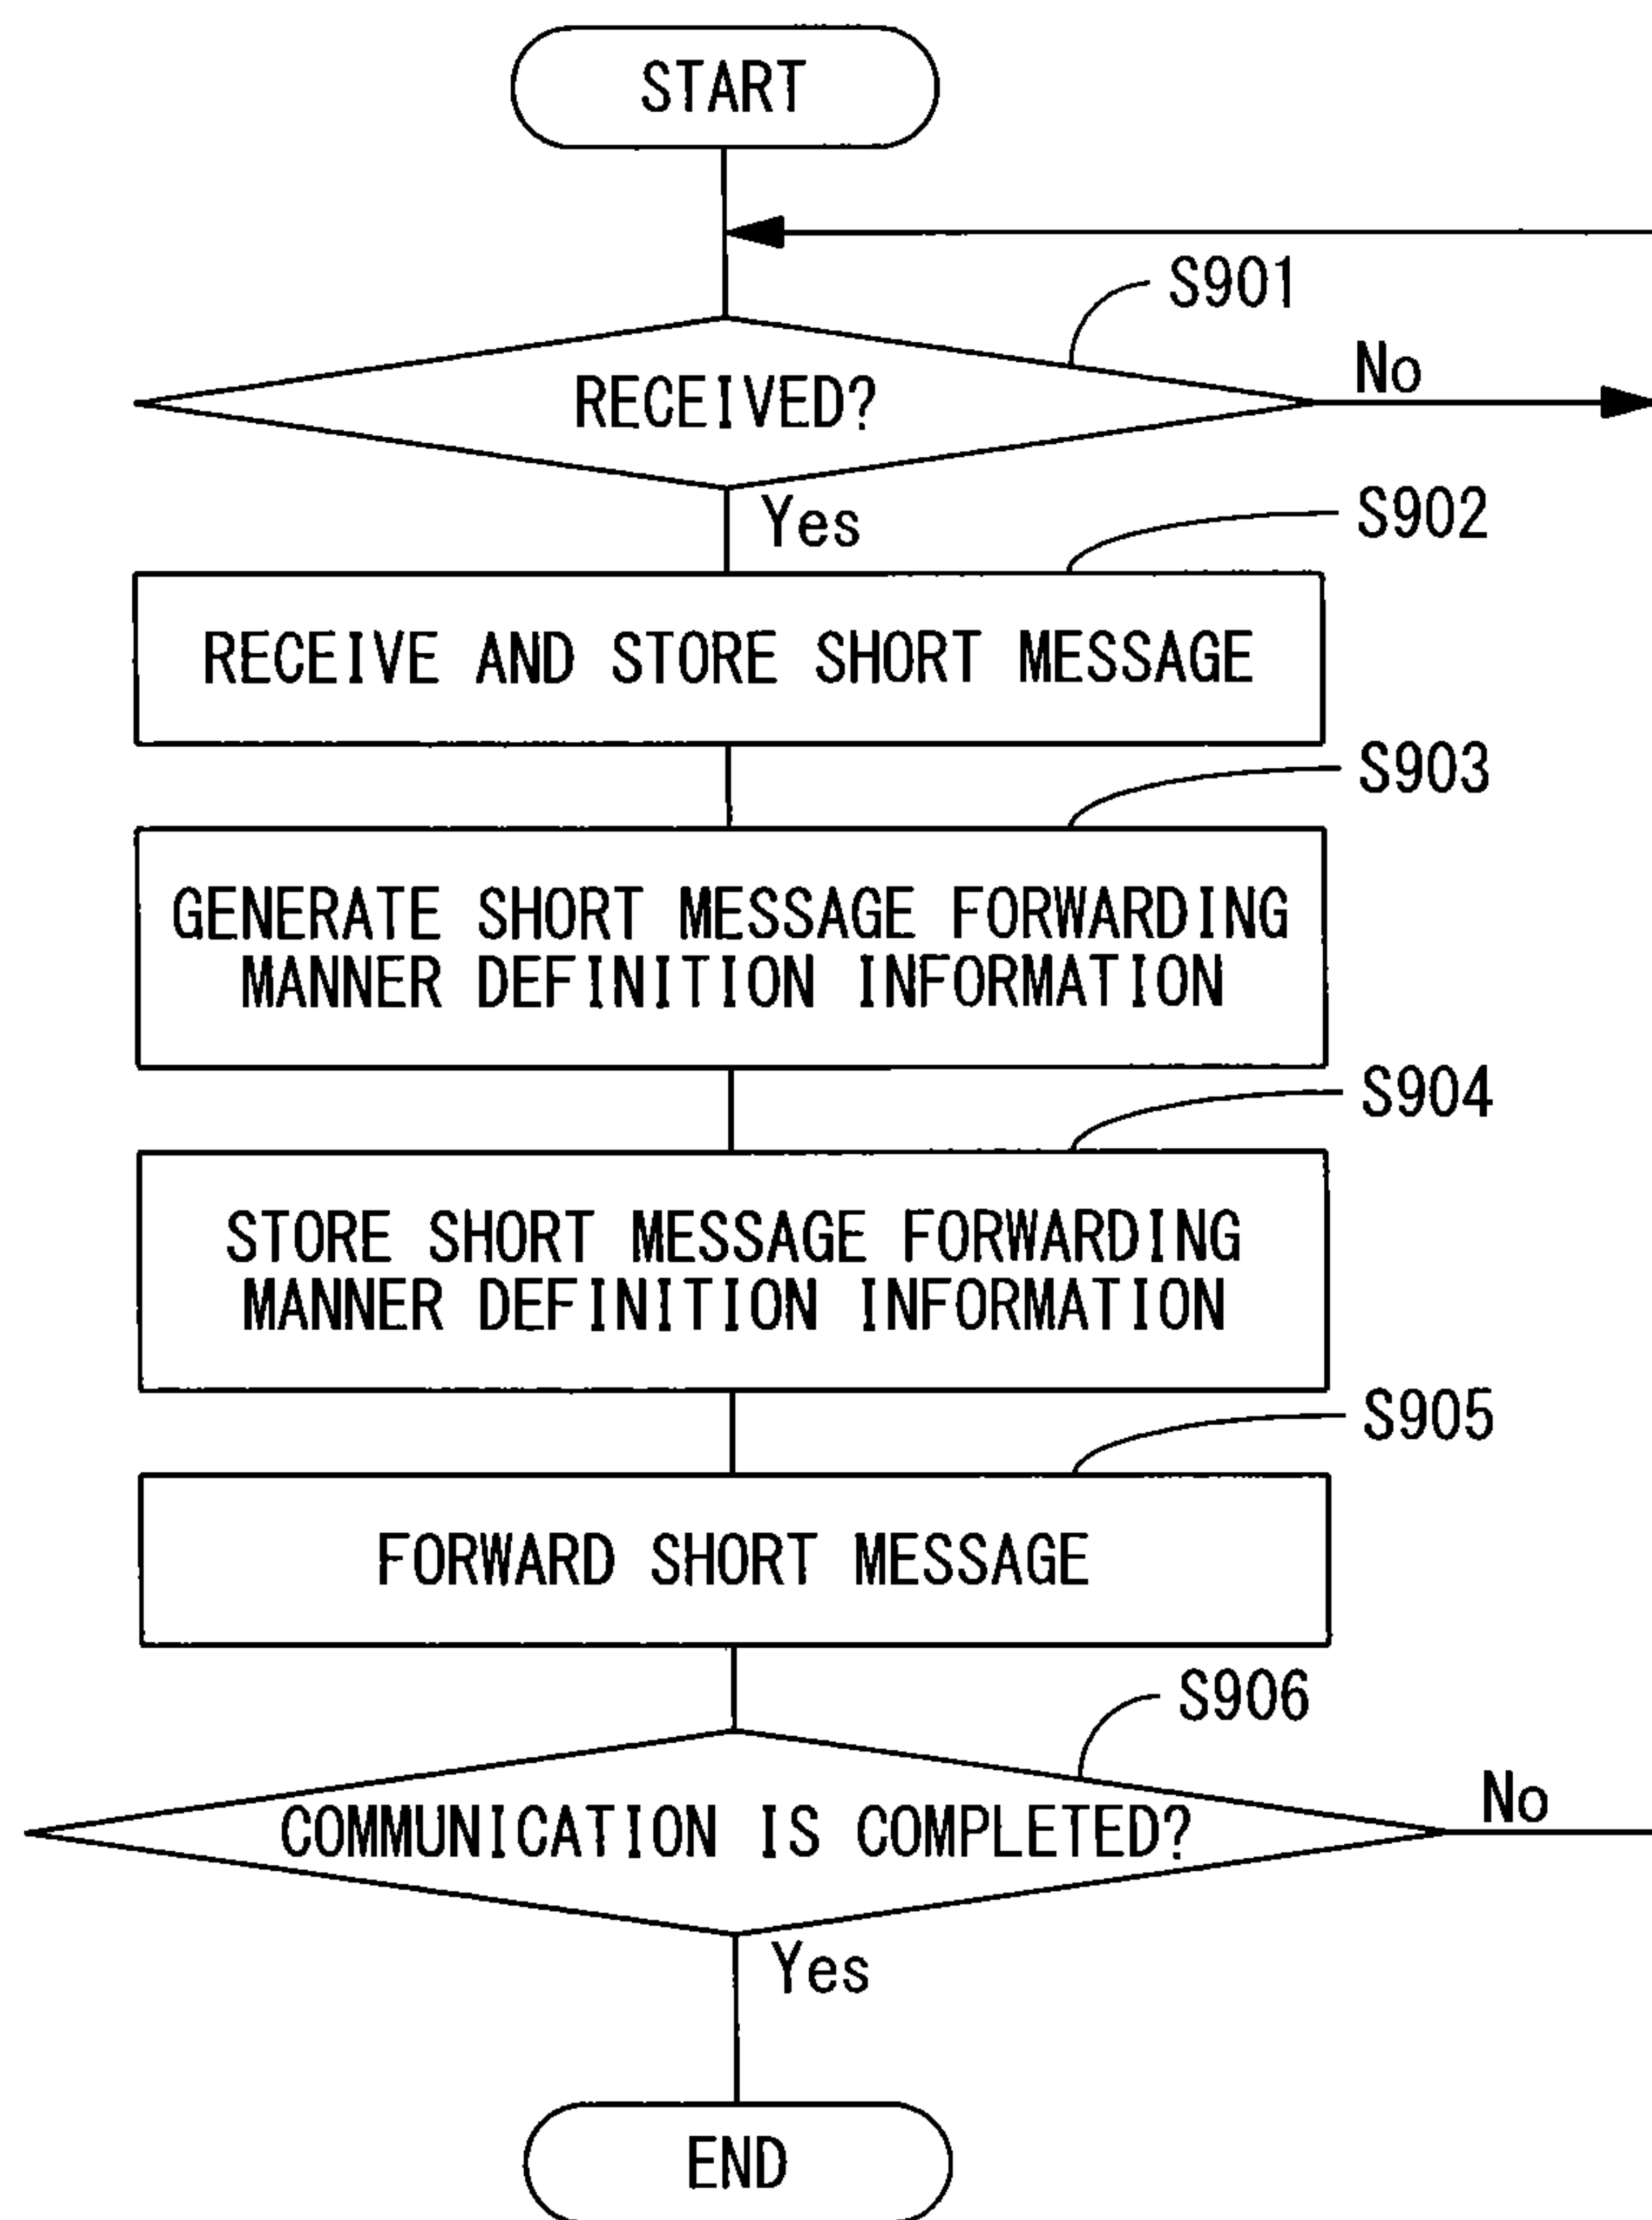 START
S901
RECEIVED?
No
Yes
S902
RECEIVE AND STORE SHORT MESSAGE
S903
GENERATE SHORT MESSAGE FORWARDING
MANNER DEFINITION INFORMATION
S904
STORE SHORT MESSAGE FORWARDING
MANNER DEFINITION INFORMATION
S905
FORWARD SHORT MESSAGE
S906
COMMUNICATION IS COMPLETED?
No
Yes
END